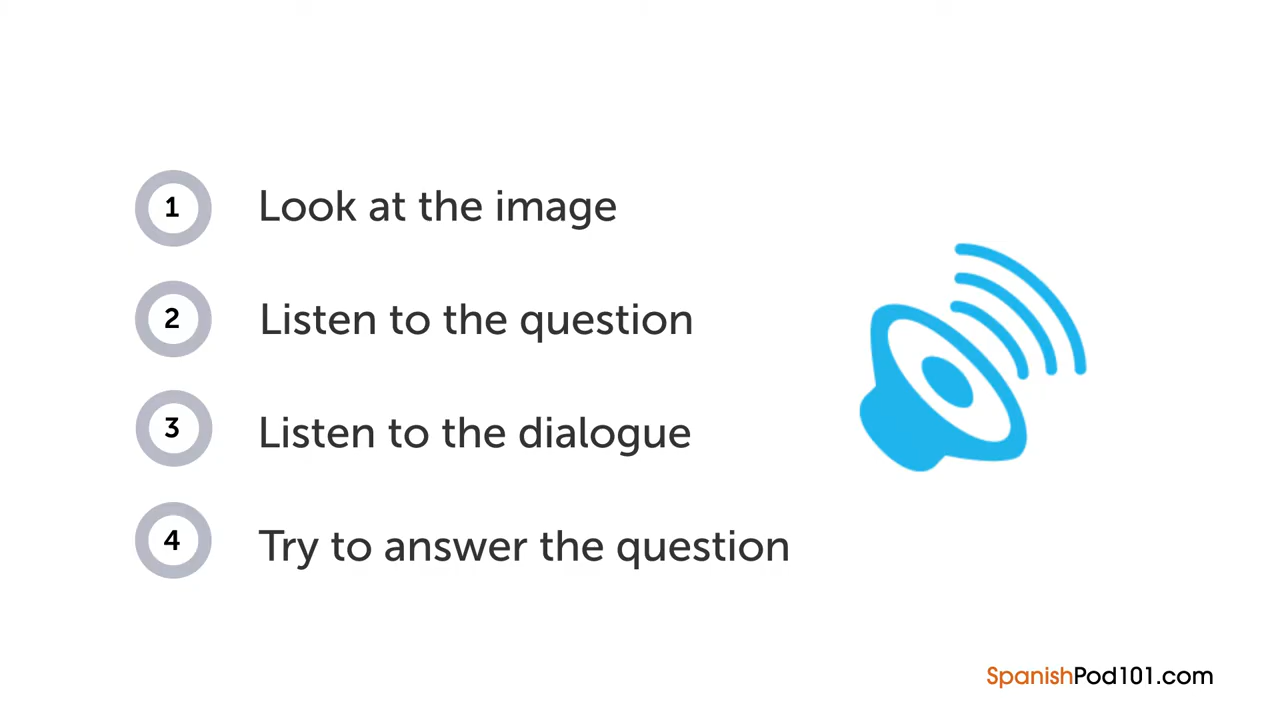 1 Look at the image
2 Listen to the question
3 Listen to the dialogue
4 Try to answer the question
SpanishPod101.com